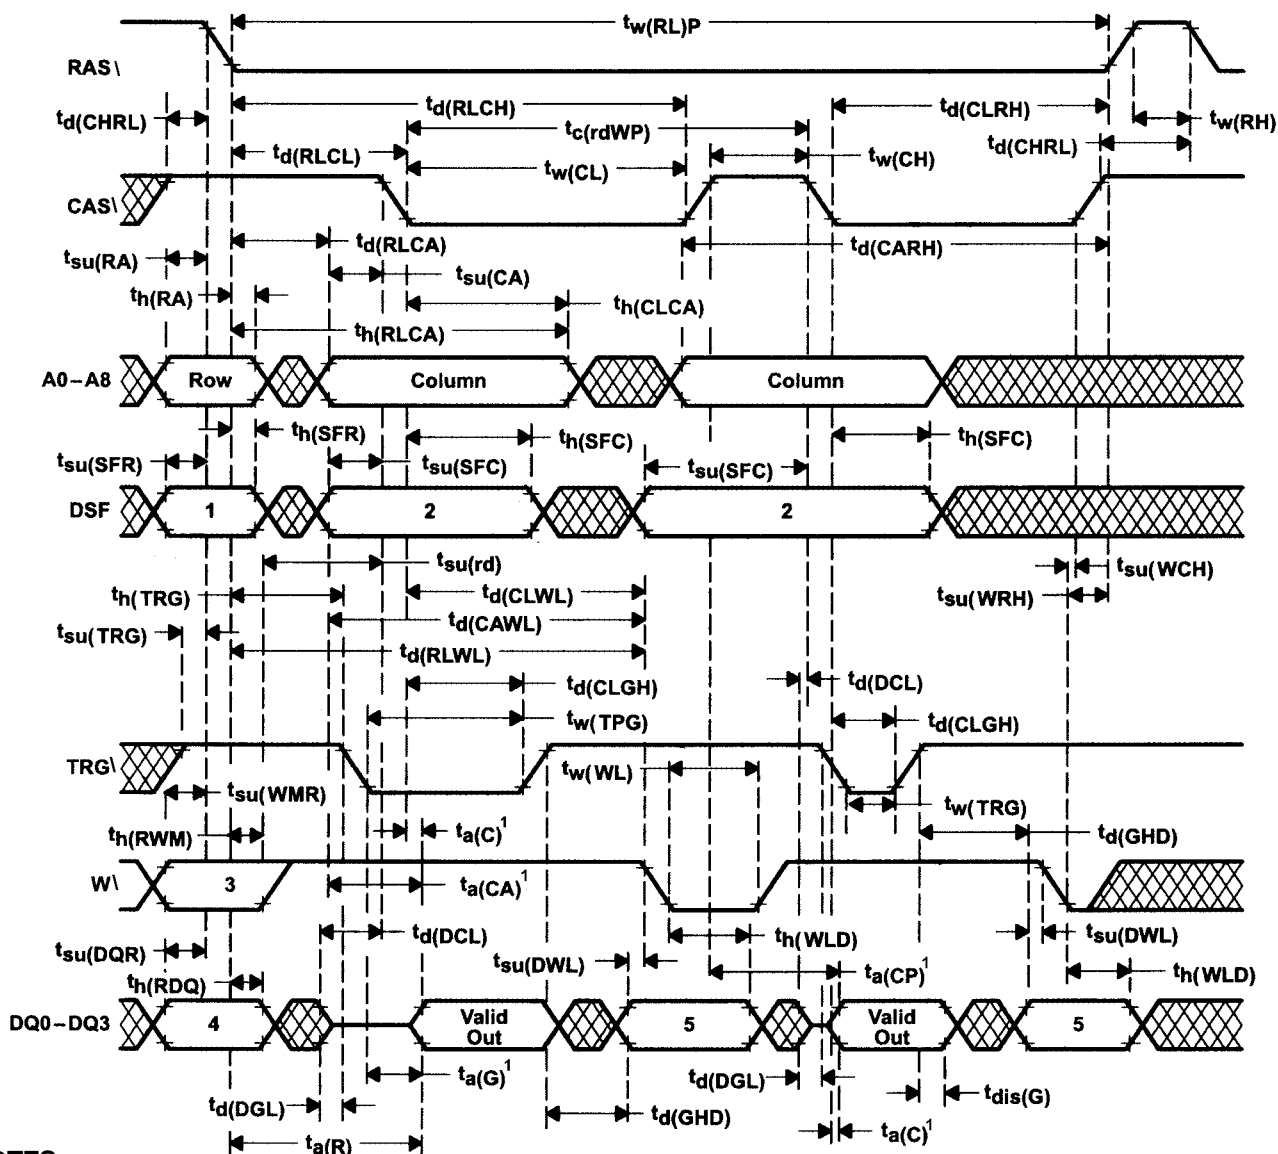 tw(RL)P
RAS\
td(CHRL)
td(RLCH)
td(CLRH)
tc(rdWP)
tw(RH)
td(CHRL)
td(RLCL)
tw(CH)
tw(CL)
CAS\
td(RLCA)
td(CARH)
tsu(RA)
tsu(CA)
th(RA)
th(CLCA)
th(RLCA)
A0–A8
Row
Column
Column
th(SFR)
th(SFC)
th(SFC)
tsu(SFR)
tsu(SFC)
tsu(SFC)
DSF
1
2
2
tsu(rd)
tsu(WCH)
th(TRG)
td(CLWL)
tsu(WRH)
tsu(TRG)
td(CAWL)
td(RLWL)
td(CLGH)
td(DCL)
tw(TPG)
td(CLGH)
TRG\
tw(WL)
tsu(WMR)
tw(TRG)
th(RWM)
ta(C)1
td(GHD)
W\
3
ta(CA)1
td(DCL)
th(WLD)
tsu(DWL)
tsu(DQR)
tsu(DWL)
ta(CP)1
th(WLD)
th(RDQ)
DQ0–DQ3
4
Valid
Out
5
Valid
Out
5
ta(G)1
td(DGL)
tdis(G)
td(DGL)
td(GHD)
ta(C)1
ta(R)